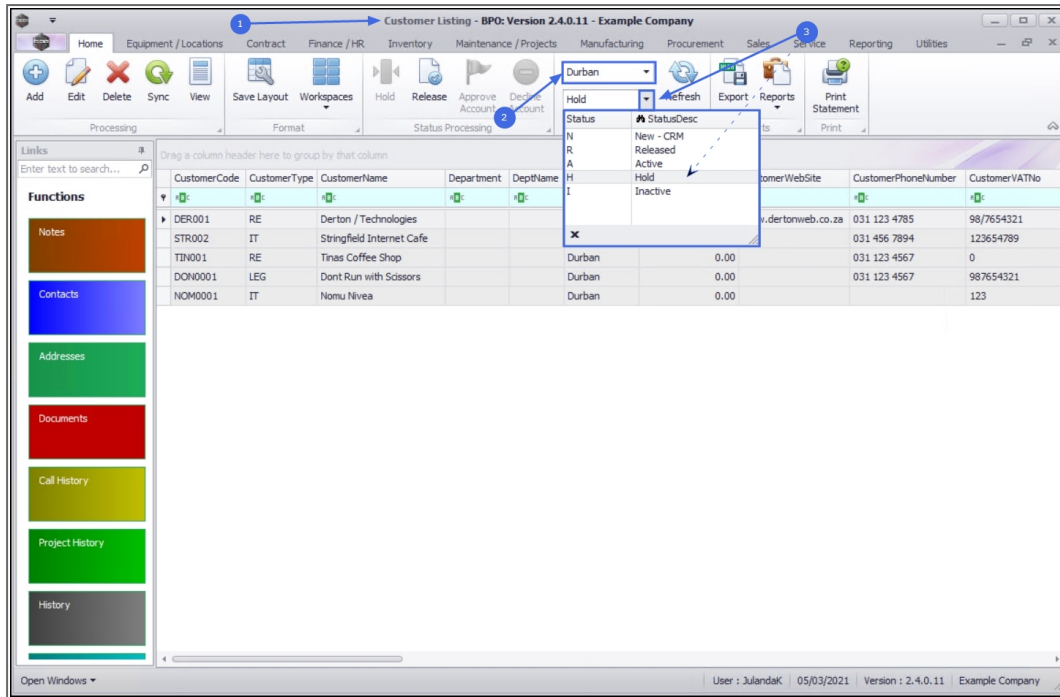 1
Customer Listing - BPO: Version 2.4.0.11 - Example Company
3
Home Equipment / Locations Contract Finance / HR Inventory Maintenance / Projects Manufacturing Procurement Sales Service Reporting Utilities
Durban
Add Edit Delete Sync View Save Layout Workspaces Hold Release Approve Account Decline Account Hold Refresh Export Reports Print Statement
2
Processing Format Status Processing Print
Links
Enter text to search...
Drag a column header here to group by that column
Status StatusDesc
N New - CRM
R Released
A Active
H Hold
I Inactive
CustomerCode CustomerType CustomerName Department DeptName CustomerPhoneNumber CustomerVATNo
Functions
DER001 RE Derton / Technologies 031 123 4785 98/7654321
STR002 IT Stringfield Internet Cafe 031 456 7894 123654789
TIN001 RE Tinas Coffee Shop Durban 0.00 031 123 4567 0
DON0001 LEG Dont Run with Scissors Durban 0.00 031 123 4567 987654321
NOM0001 IT Nomu Nivea Durban 0.00 123
Notes
Contacts
Addresses
Documents
Call History
Project History
History
Open Windows User : JulandaK 05/03/2021 Version : 2.4.0.11 Example Company